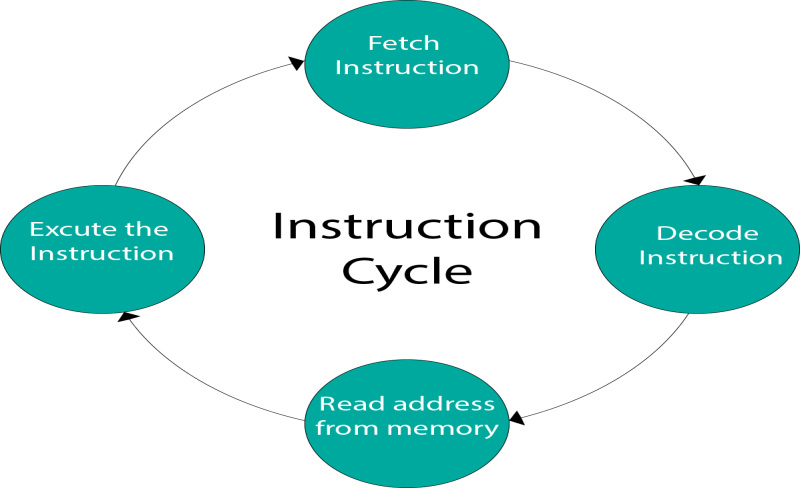 Fetch
Instruction
Excute the
Instruction
Instruction
Cycle
Decode
Instruction
Read address
from memory